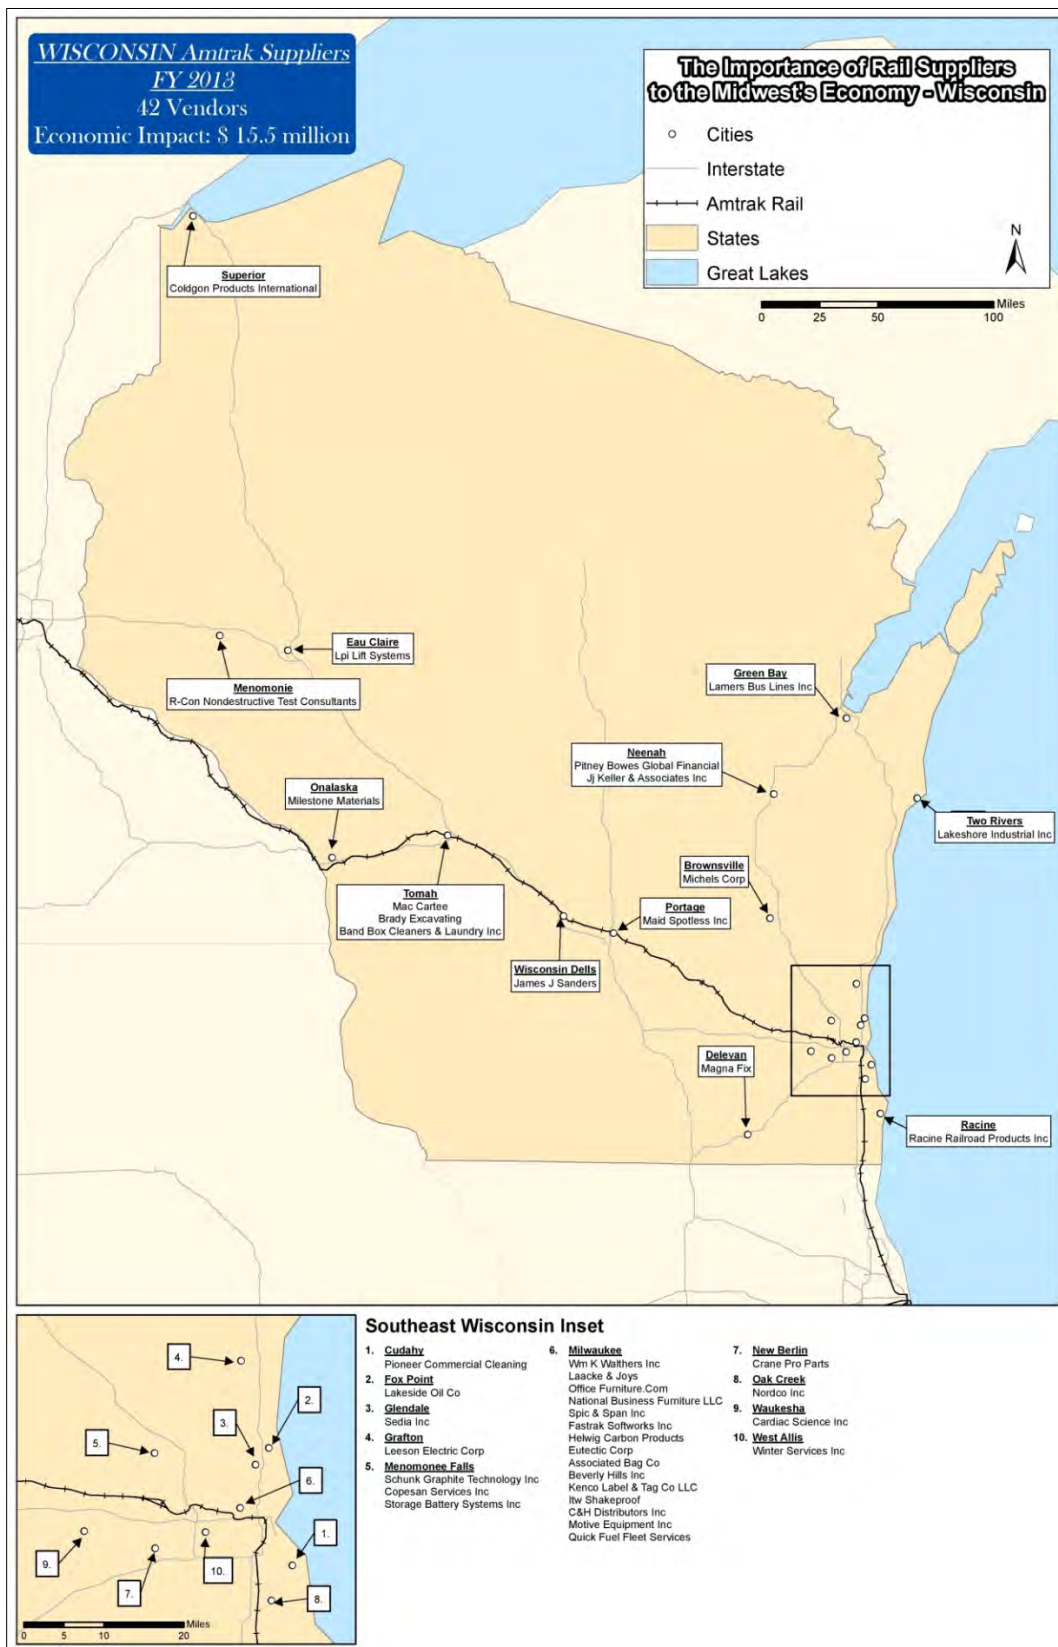 WISCONSIN Amtrak Suppliers
FY 2013
42 Vendors
Economic Impact: $ 15.5 million
The Importance of Rail Suppliers
to the Midwest's Economy - Wisconsin
Cities
Interstate
Amtrak Rail
States
Great Lakes
N
Miles
0 25 50 100
Superior
Coldgon Products International
Eau Claire
Lpi Lift Systems
Menomonie
R-Con Nondestructive Test Consultants
Green Bay
Lamers Bus Lines Inc
Neenah
Pitney Bowes Global Financial
Jj Keller & Associates Inc
Onalaska
Milestone Materials
Two Rivers
Lakeshore Industrial Inc
Brownsville
Michels Corp
Tomah
Mac Cartee
Brady Excavating
Band Box Cleaners & Laundry Inc
Portage
Maid Spotless Inc
Wisconsin Dells
James J Sanders
Delevan
Magna Fix
Racine
Racine Railroad Products Inc
4.
2.
3.
5.
6.
1.
9.
10.
7.
8.
Miles
0 5 10 20
Southeast Wisconsin Inset
1. Cudahy
Pioneer Commercial Cleaning
2. Fox Point
Lakeside Oil Co
3. Glendale
Sedia Inc
4. Grafton
Leeson Electric Corp
5. Menomonee Falls
Schunk Graphite Technology Inc
Copesan Services Inc
Storage Battery Systems Inc
6. Milwaukee
Wm K Walthers Inc
Laacke & Joys
Office Furniture.Com
National Business Furniture LLC
Spic & Span Inc
Fastrak Softworks Inc
Helwig Carbon Products
Eutectic Corp
Associated Bag Co
Beverly Hills Inc
Kenco Label & Tag Co LLC
Itw Shakeproof
C&H Distributors Inc
Motive Equipment Inc
Quick Fuel Fleet Services
7. New Berlin
Crane Pro Parts
8. Oak Creek
Nordco Inc
9. Waukesha
Cardiac Science Inc
10. West Allis
Winter Services Inc